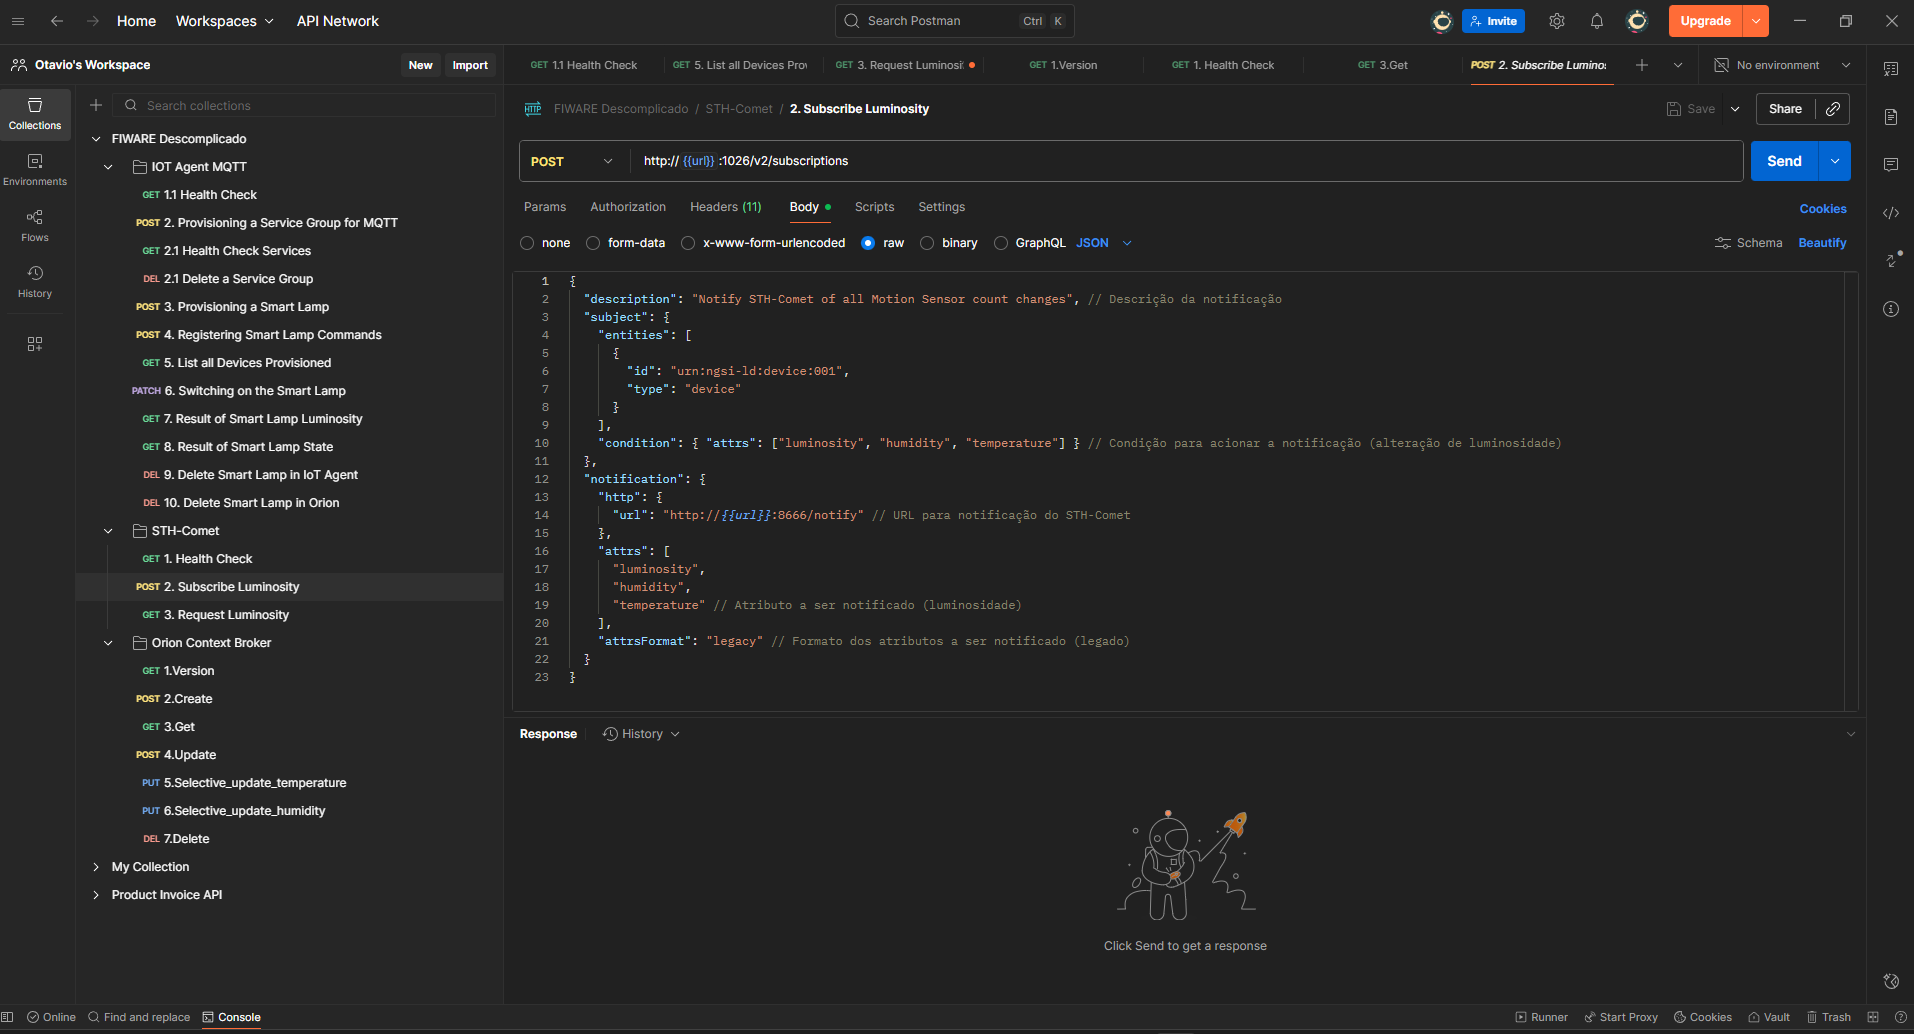 Home Workspaces API Network Search Postman Ctrl K Invite Upgrade
Otavio's Workspace New Import
GET 1.1 Health Check GET 5. List all Devices Prov GET 3. Request Luminosi GET 1.Version GET 1. Health Check GET 3.Get POST 2. Subscribe Luminos No environment
Collections
Environments
Flows
History
Search collections
FIWARE Descomplicado
IOT Agent MQTT
GET 1.1 Health Check
POST 2. Provisioning a Service Group for MQTT
GET 2.1 Health Check Services
DEL 2.1 Delete a Service Group
POST 3. Provisioning a Smart Lamp
POST 4. Registering Smart Lamp Commands
GET 5. List all Devices Provisioned
PATCH 6. Switching on the Smart Lamp
GET 7. Result of Smart Lamp Luminosity
GET 8. Result of Smart Lamp State
DEL 9. Delete Smart Lamp in IoT Agent
DEL 10. Delete Smart Lamp in Orion
STH-Comet
GET 1. Health Check
POST 2. Subscribe Luminosity
GET 3. Request Luminosity
Orion Context Broker
GET 1.Version
POST 2.Create
GET 3.Get
POST 4.Update
PUT 5.Selective_update_temperature
PUT 6.Selective_update_humidity
DEL 7.Delete
My Collection
Product Invoice API
HTTP FIWARE Descomplicado / STH-Comet / 2. Subscribe Luminosity Save Share
POST http:// {{url}} :1026/v2/subscriptions Send
Params Authorization Headers (11) Body Scripts Settings Cookies
none form-data x-www-form-urlencoded raw binary GraphQL JSON Schema Beautify
1 {
2 "description": "Notify STH-Comet of all Motion Sensor count changes", // Descrição da notificação
3 "subject": {
4 "entities": [
5 {
6 "id": "urn:ngsi-ld:device:001",
7 "type": "device"
8 }
9 ],
10 "condition": { "attrs": ["luminosity", "humidity", "temperature"] } // Condição para acionar a notificação (alteração de luminosidade)
11 },
12 "notification": {
13 "http": {
14 "url": "http://{{url}}:8666/notify" // URL para notificação do STH-Comet
15 },
16 "attrs": [
17 "luminosity",
18 "humidity",
19 "temperature" // Atributo a ser notificado (luminosidade)
20 ],
21 "attrsFormat": "legacy" // Formato dos atributos a ser notificado (legado)
22 }
23 }
Response History
Click Send to get a response
Online Find and replace Console Runner Start Proxy Cookies Vault Trash